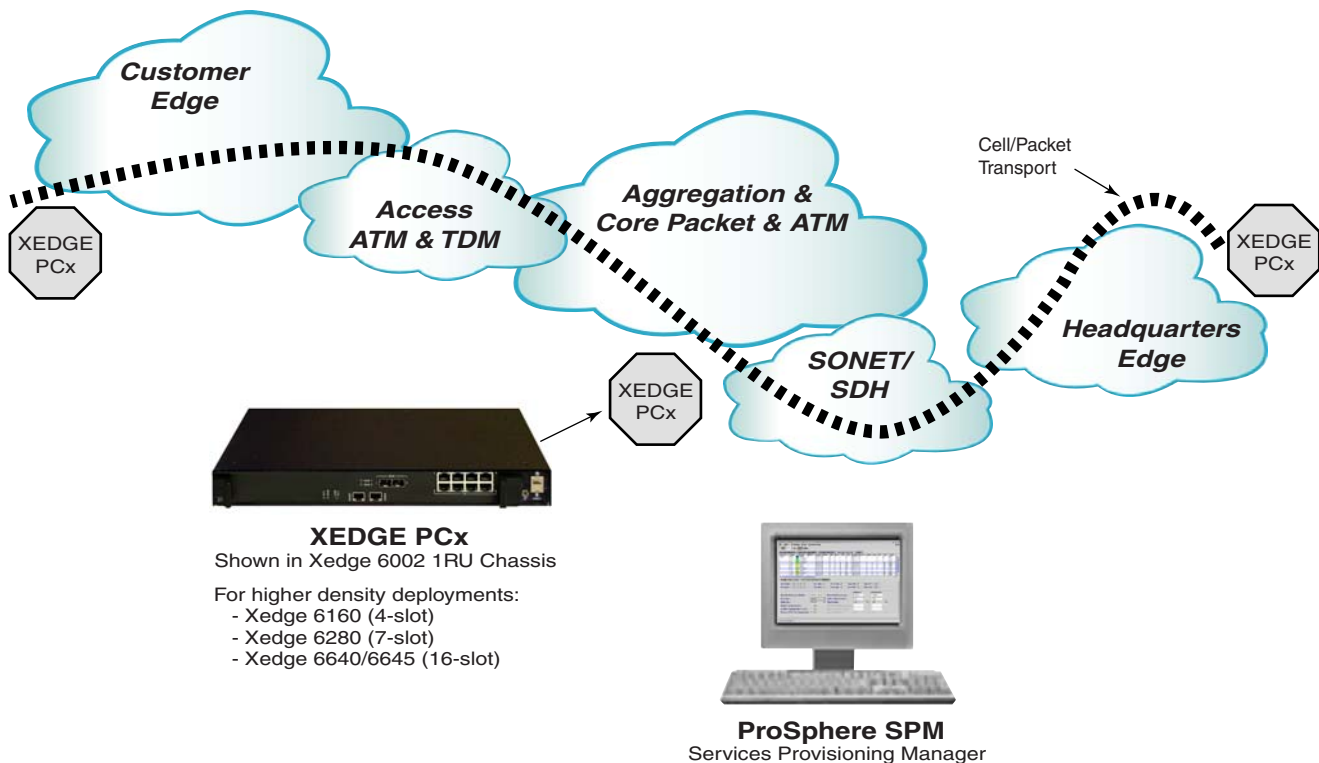 Customer
Edge
Access
ATM & TDM
Aggregation &
Core Packet & ATM
Cell/Packet
Transport
XEDGE
PCx
XEDGE
PCx
SONET/
SDH
Headquarters
Edge
XEDGE
PCx
XEDGE PCx
Shown in Xedge 6002 1RU Chassis
For higher density deployments:
- Xedge 6160 (4-slot)
- Xedge 6280 (7-slot)
- Xedge 6640/6645 (16-slot)
ProSphere SPM
Services Provisioning Manager